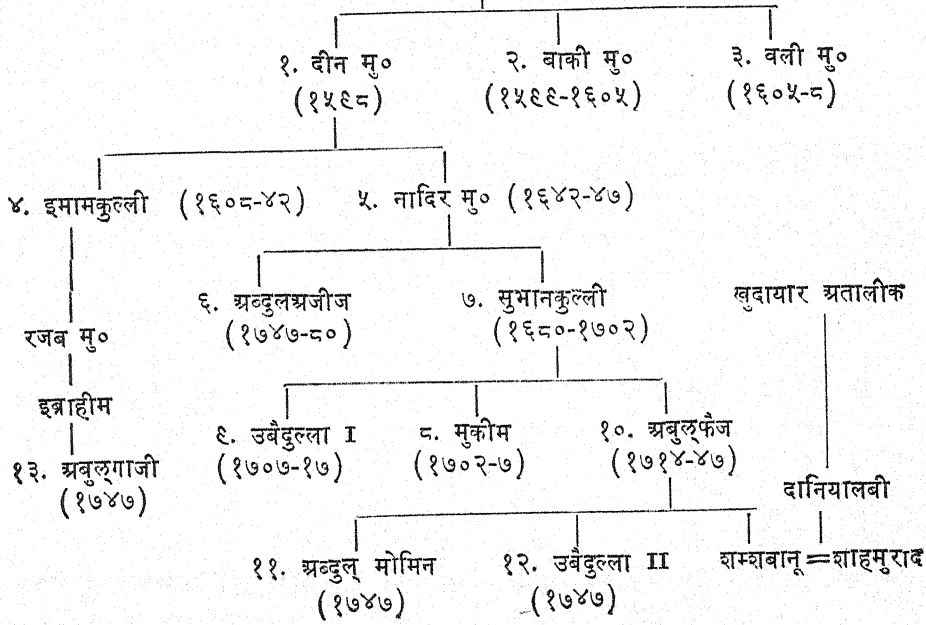 १. दीन मु० २. बाकी मु० ३. वली मु०
(१५९८) (१५९९-१६०५) (१६०५-८)
४. इमामकुल्ली (१६०८-४२) ५. नादिर मु० (१६४२-४७)
६. अब्दुलअजीज ७. सुभानकुल्ली खुदायार अतालीक
(१७४७-८०) (१६८०-१७०२)
रजब मु०
इब्राहीम
९. उबैदुल्ला I ८. मुकीम १०. अबुल्फैज
१३. अबुल्गाजी (१७०७-१७) (१७०२-७) (१७१४-४७)
(१७४७) दानियालबी
११. अब्दुल् मोमिन १२. उबैदुल्ला II शम्शबानू=शाहमुराद
(१७४७) (१७४७)